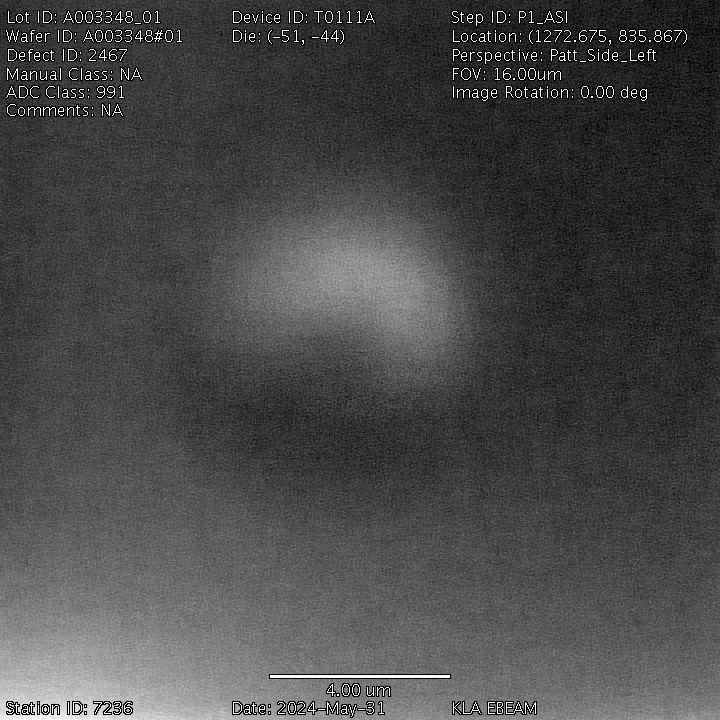 Lot ID: A003348_01
Wafer ID: A003348#01
Defect ID: 2467
Manual Class: NA
ADC Class: 991
Comments: NA
Device ID: T0111A
Die: (-51, -44)
Step ID: P1_ASI
Location: (1272.675, 835.867)
Perspective: Patt_Side_Left
FOV: 16.00um
Image Rotation: 0.00 deg
4.00 um
Station ID: 7236
Date: 2024-May-31
KLA EBEAM